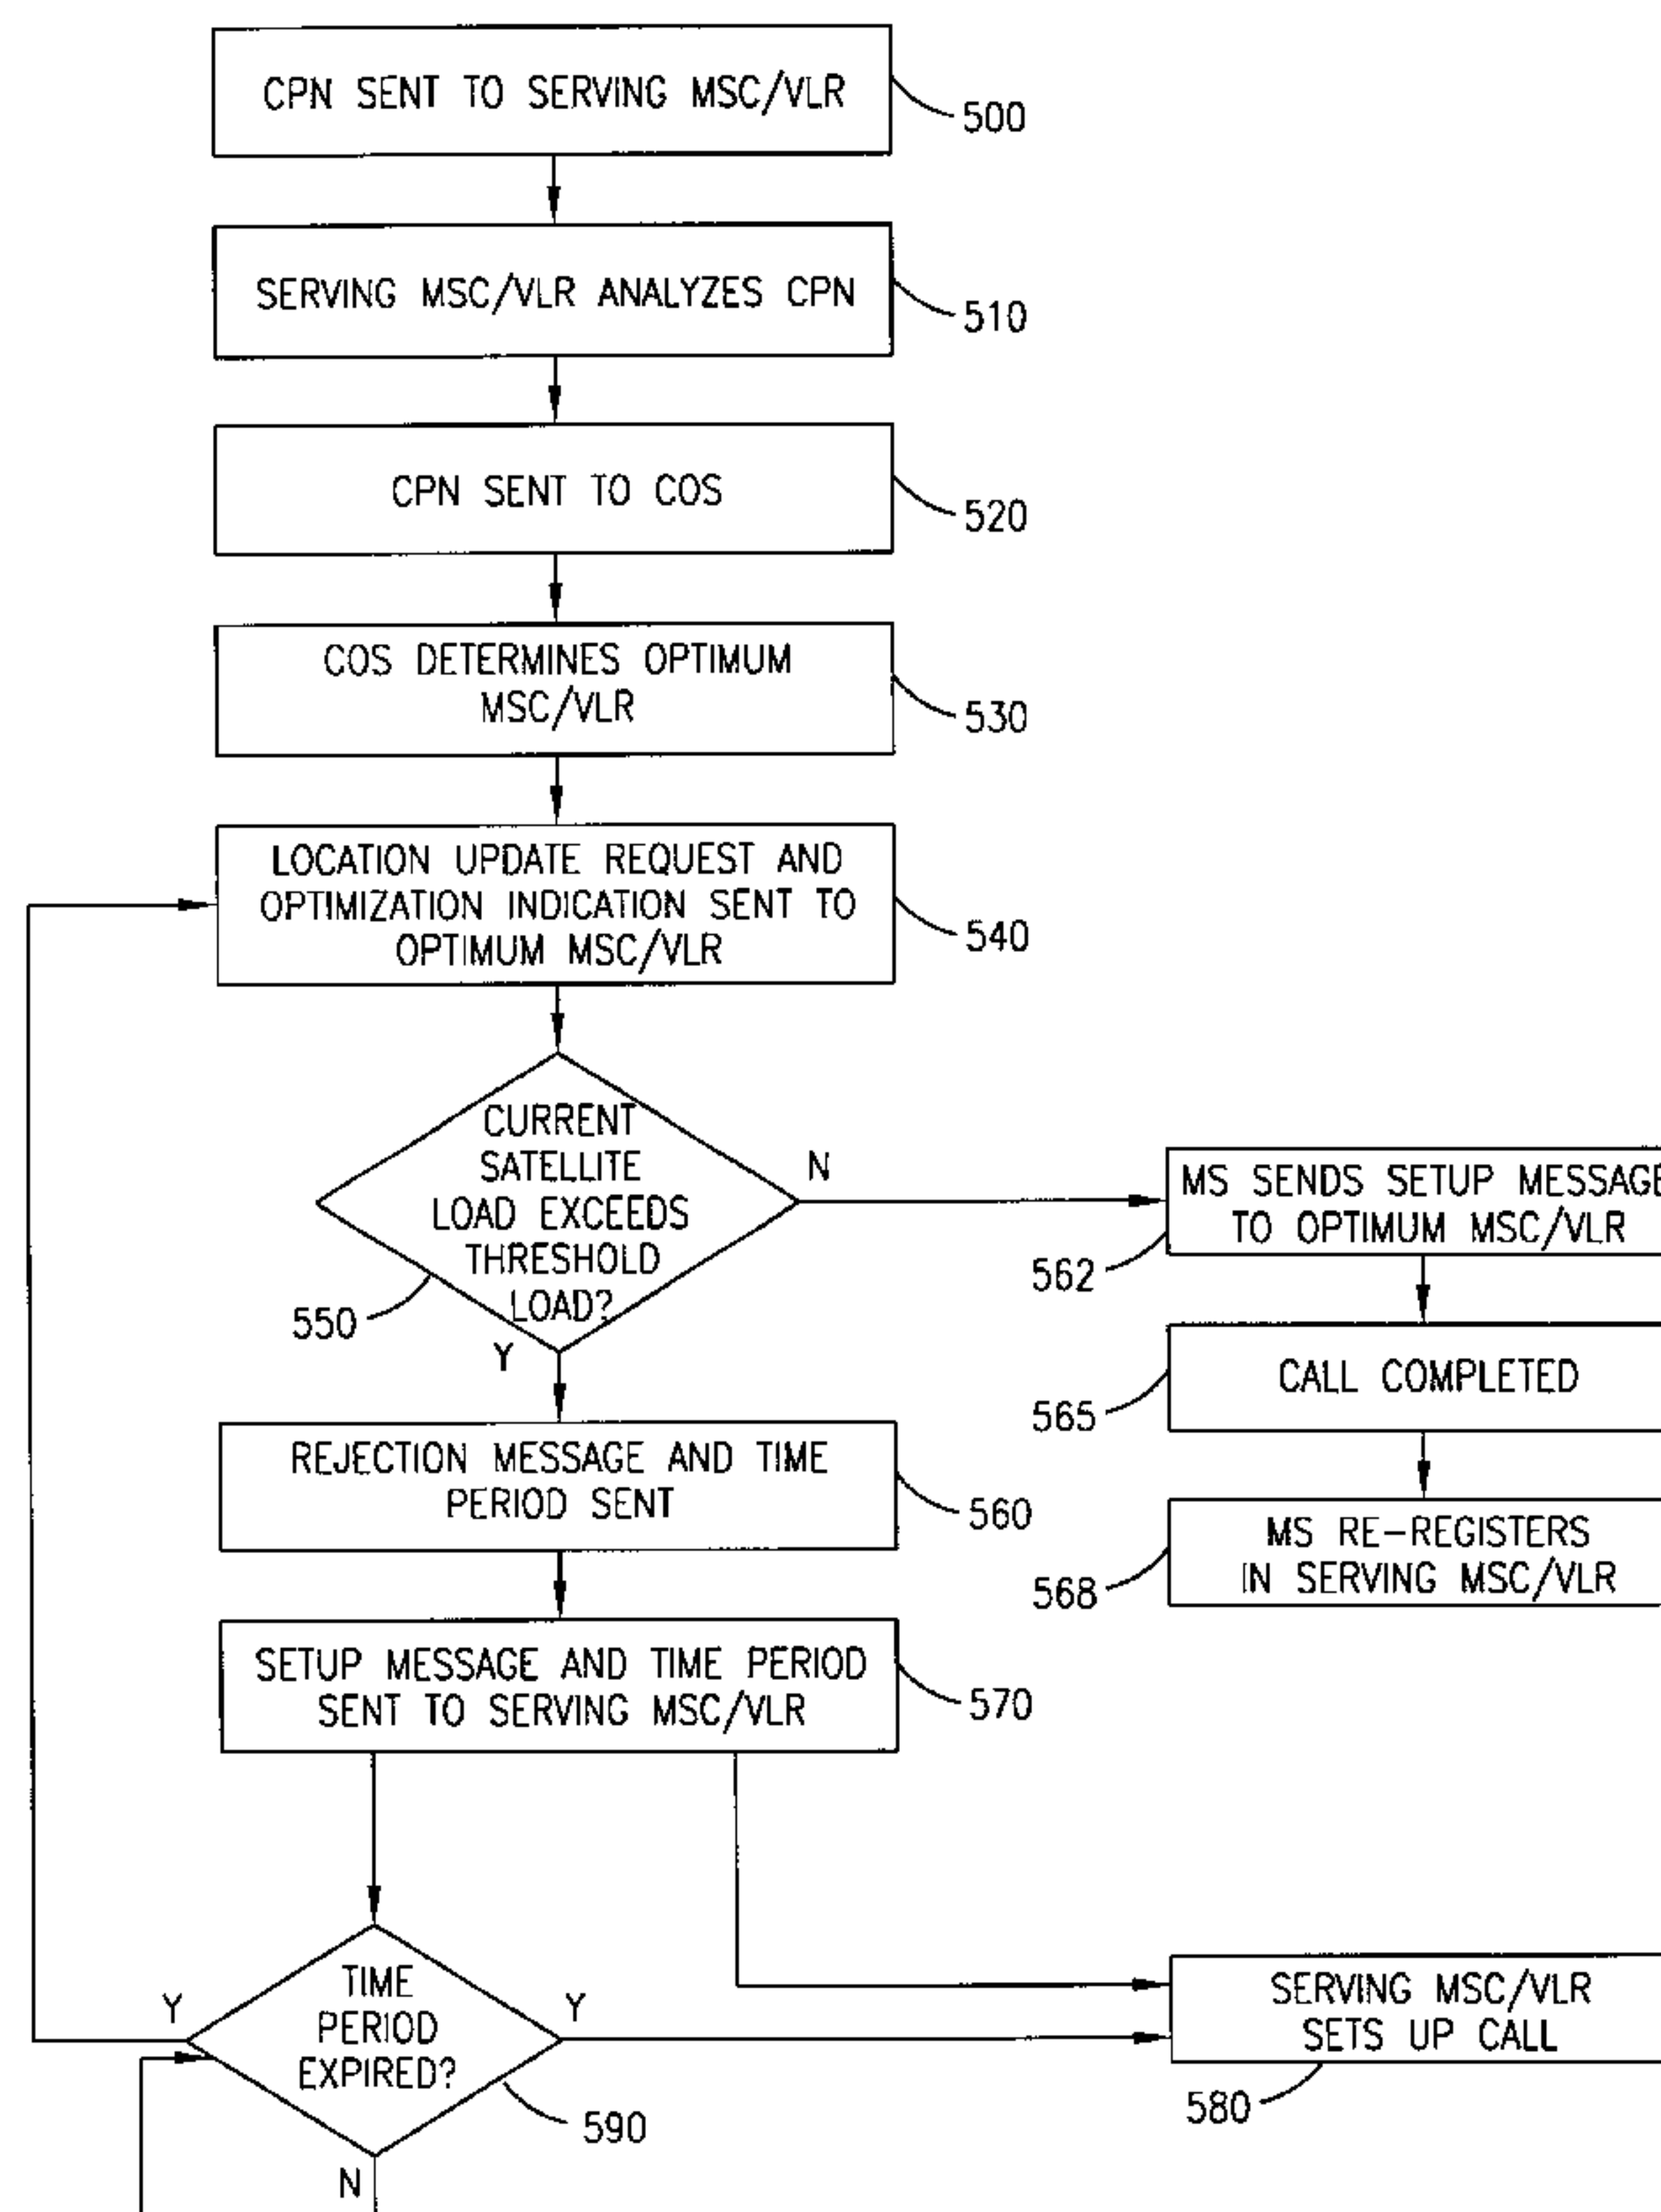 CPN SENT TO SERVING MSC/VLR
500
SERVING MSC/VLR ANALYZES CPN
510
CPN SENT TO COS
520
COS DETERMINES OPTIMUM
MSC/VLR
530
LOCATION UPDATE REQUEST AND
OPTIMIZATION INDICATION SENT TO
OPTIMUM MSC/VLR
540
CURRENT
SATELLITE
LOAD EXCEEDS
THRESHOLD
LOAD?
550
N
Y
MS SENDS SETUP MESSAGE
TO OPTIMUM MSC/VLR
562
CALL COMPLETED
565
MS RE-REGISTERS
IN SERVING MSC/VLR
568
REJECTION MESSAGE AND TIME
PERIOD SENT
560
SETUP MESSAGE AND TIME PERIOD
SENT TO SERVING MSC/VLR
570
TIME
PERIOD
EXPIRED?
590
Y
Y
N
SERVING MSC/VLR
SETS UP CALL
580